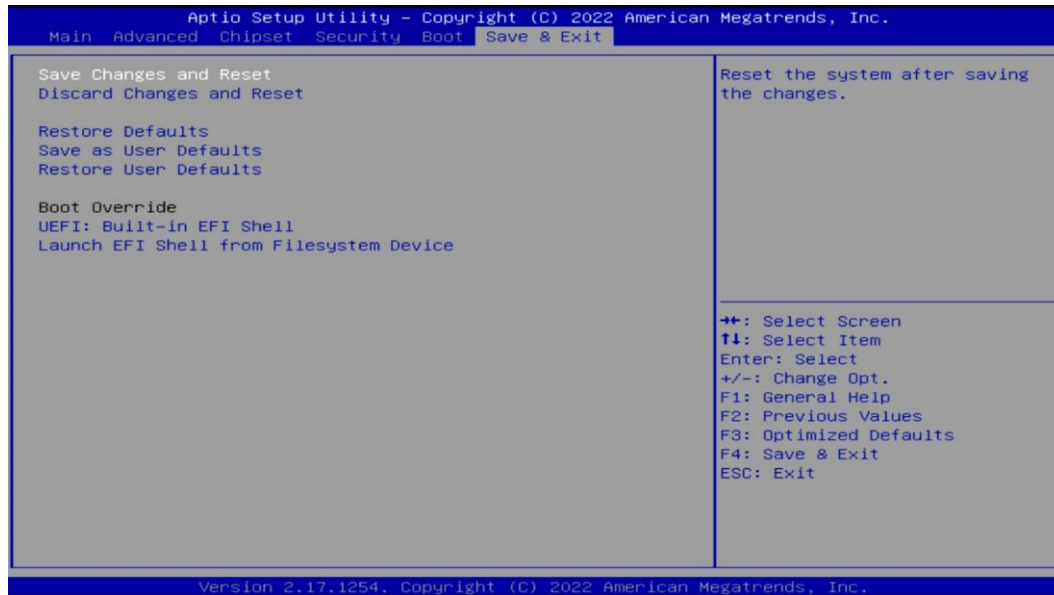 Aptio Setup Utility – Copyright (C) 2022 American Megatrends, Inc.
Main Advanced Chipset Security Boot Save & Exit
Save Changes and Reset
Discard Changes and Reset
Restore Defaults
Save as User Defaults
Restore User Defaults
Boot Override
UEFI: Built-in EFI Shell
Launch EFI Shell from Filesystem Device
Reset the system after saving
the changes.
→←: Select Screen
↑↓: Select Item
Enter: Select
+/-: Change Opt.
F1: General Help
F2: Previous Values
F3: Optimized Defaults
F4: Save & Exit
ESC: Exit
Version 2.17.1254. Copyright (C) 2022 American Megatrends, Inc.